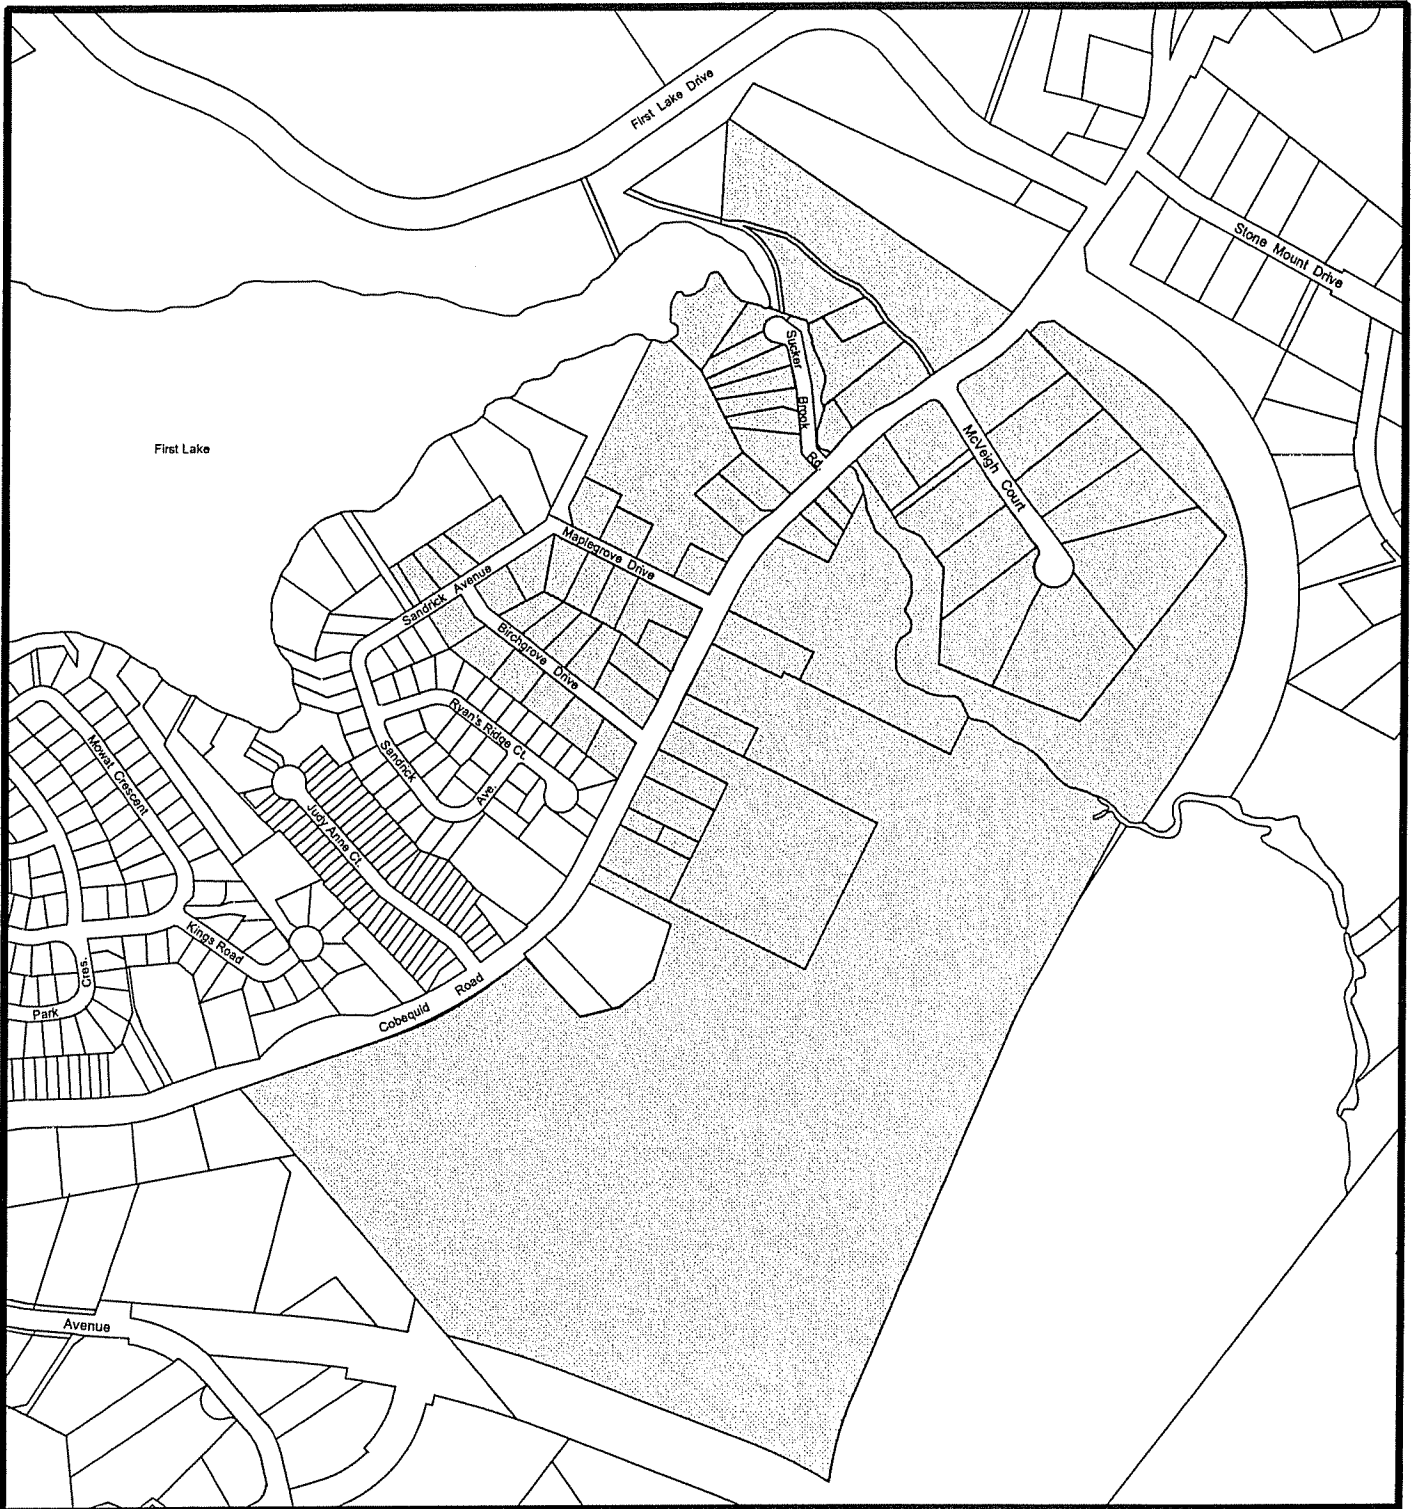 First Lake Drive
Stone Mount Drive
Sucker Brook Rd.
First Lake
McVeigh Court
Maplegrove Drive
Sandrick Avenue
Birchgrove Drive
Ryan's Ridge Ct.
Mowat Crescent
Sandrick Ave.
Judy Anne Ct.
Kings Road
Cres.
Park
Cobequid Road
Avenue